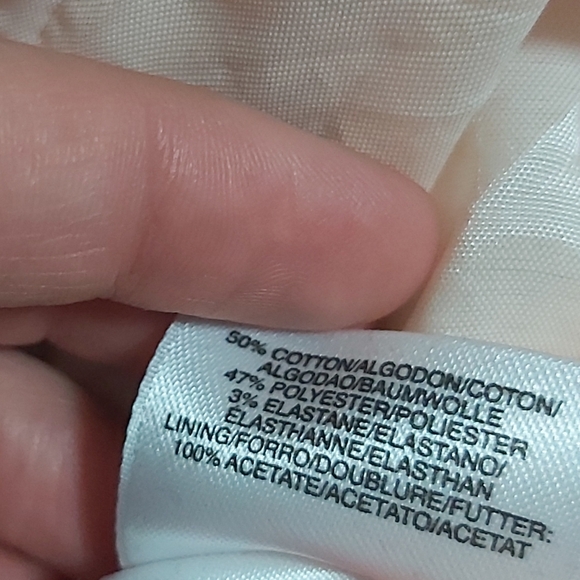 50% COTTON/ALGODON/COTON/
ALGODAO/BAUMWOLLE
47% POLYESTER/POLIESTER
3% ELASTANE/ELASTANO/
ELASTHANNE/ELASTHAN
LINING/FORRO/DOUBLURE/FUTTER:
100% ACETATE/ACETATO/ACETAT